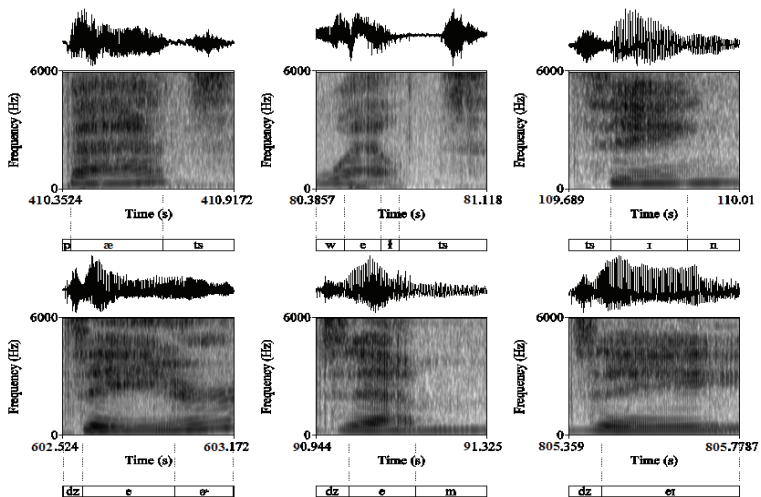 6000 6000 6000
Frequency (Hz) Frequency (Hz) Frequency (Hz)
0 0 0
410.3524 410.9172 80.3857 81.118 109.689 110.01
Time (s) Time (s) Time (s)
p æ ts w e ɫ ts ts ɪ n
6000 6000 6000
Frequency (Hz) Frequency (Hz) Frequency (Hz)
0 0 0
602.524 603.172 90.944 91.325 805.359 805.7787
Time (s) Time (s) Time (s)
dz e ɚ dz e m dz eɪ